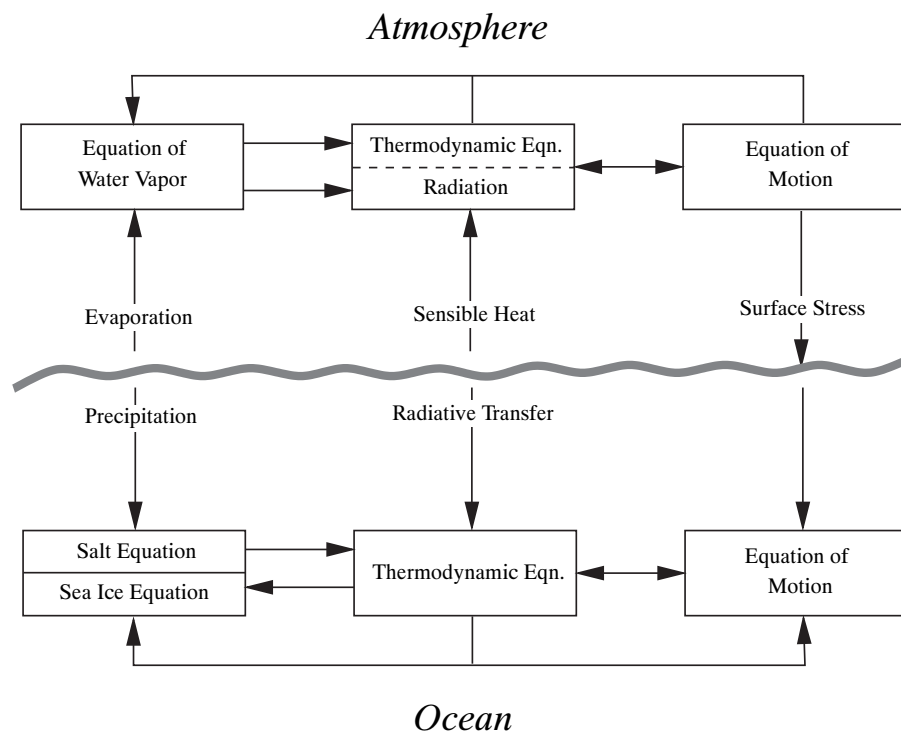 Atmosphere
Equation of
Water Vapor
Thermodynamic Eqn.
Radiation
Equation of
Motion
Evaporation
Sensible Heat
Surface Stress
Precipitation
Radiative Transfer
Salt Equation
Sea Ice Equation
Thermodynamic Eqn.
Equation of
Motion
Ocean